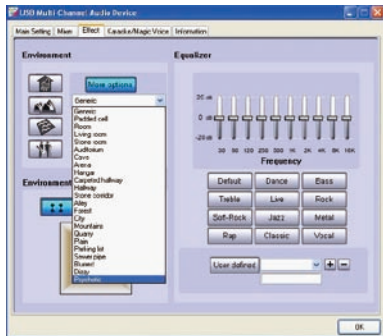 USB Multi-Channel Audio Device
Main Setting Mixer Effect Karaoke/Magic Voice Information
Environment
More options
Generic
Generic
Padded cell
Room
Living room
Stone room
Auditorium
Cave
Arena
Hangar
Carpeted hallway
Hallway
Stone corridor
Alley
Forest
City
Mountains
Quarry
Plain
Parking lot
Sewer pipe
Dizzy
Environment
Equalizer
20 dB
-20 dB
30 60 120 250 500 1K 2K 4K 8K 16K
Frequency
Default Dance Bass
Treble Live Rock
Soft-Rock Jazz Metal
Rap Classic Vocal
User defined
OK